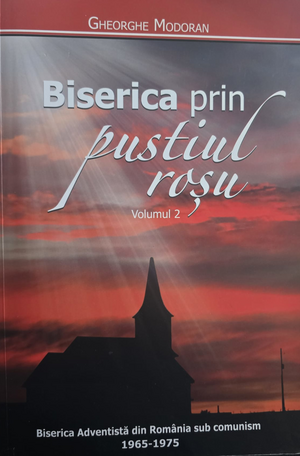 GHEORGHE MODORAN
Biserica prin
pustiul
roșu
Volumul 2
Biserica Adventistă din România sub comunism
1965-1975